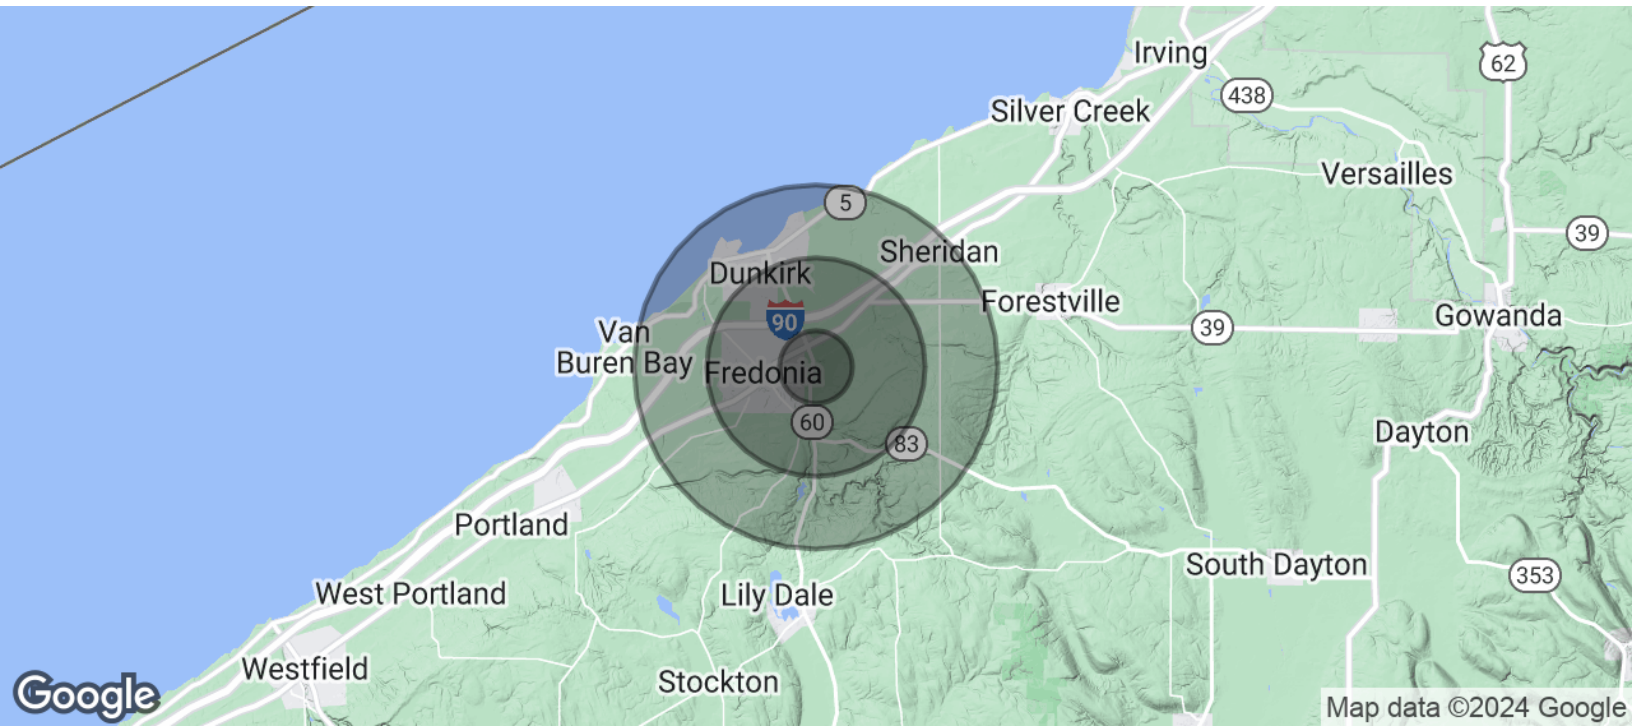 Irving
62
438
Silver Creek
Versailles
5
39
Sheridan
Dunkirk
Forestville
90
Gowanda
39
Van
Buren Bay
Fredonia
60
83
Dayton
Portland
South Dayton
353
West Portland
Lily Dale
Westfield
Stockton
Google
Map data ©2024 Google